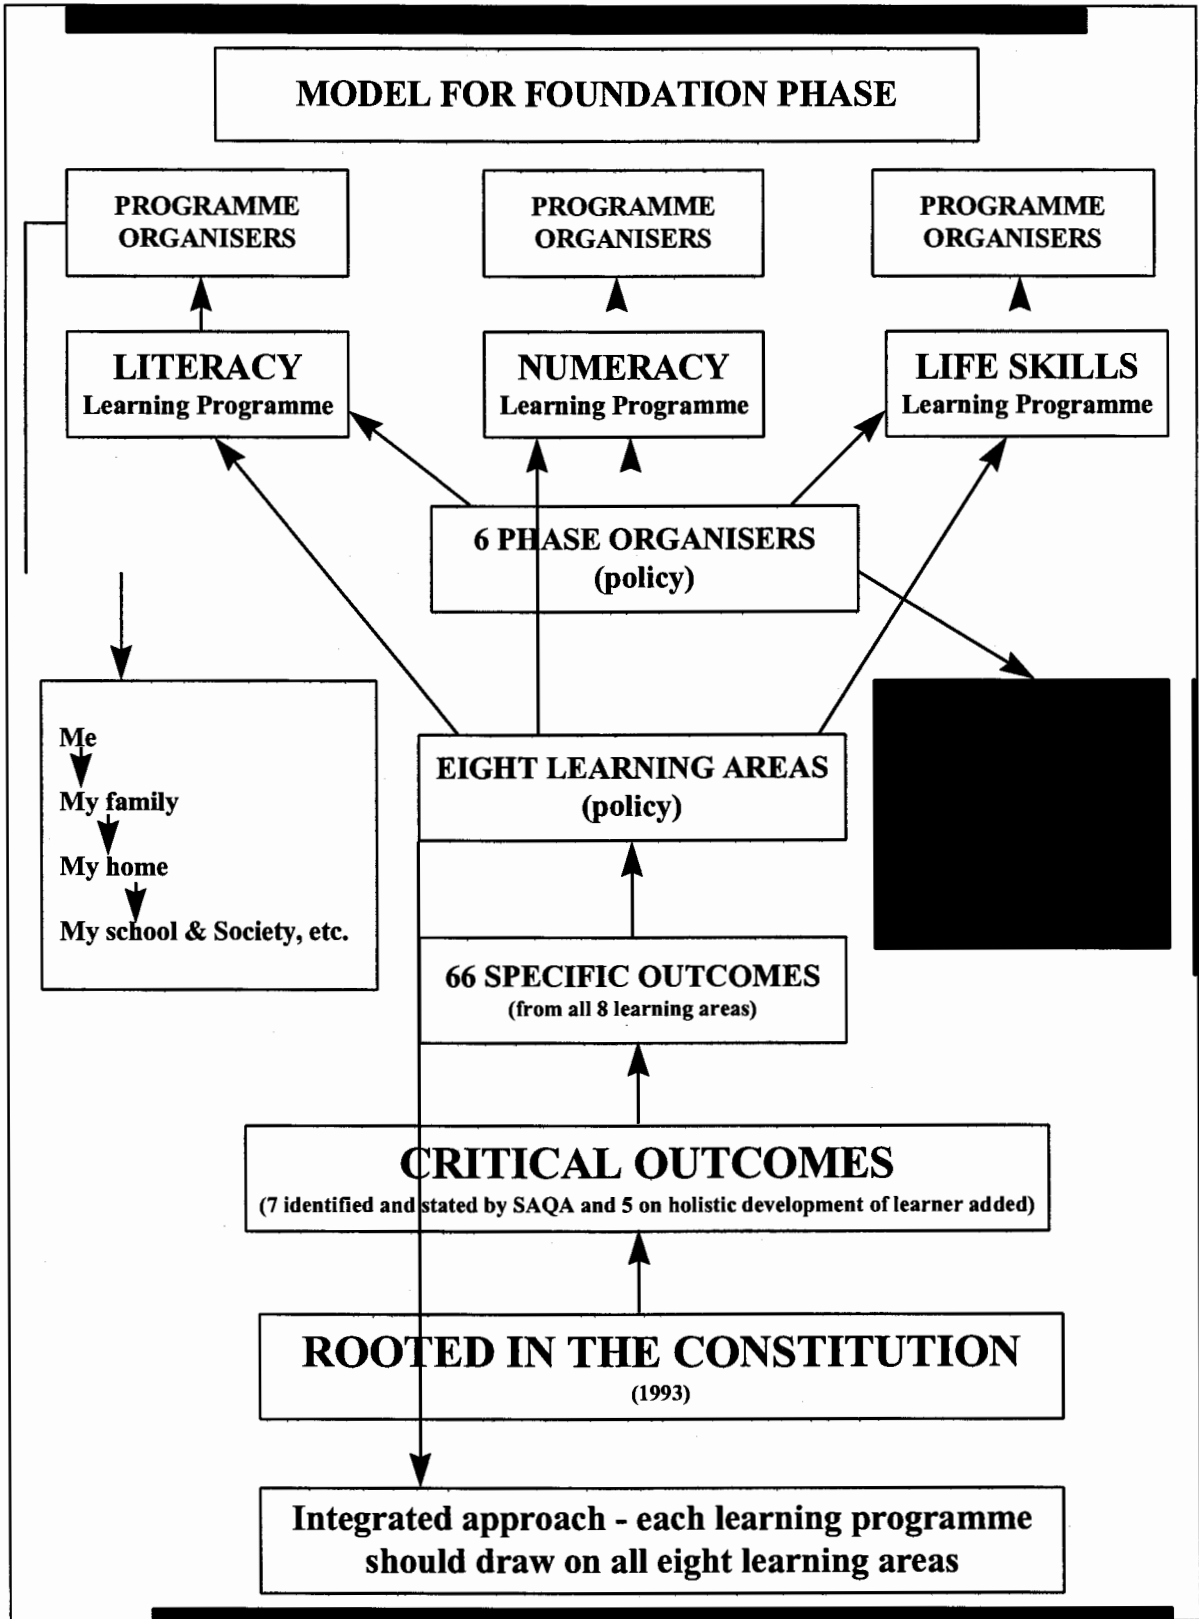 MODEL FOR FOUNDATION PHASE
PROGRAMME
ORGANISERS
PROGRAMME
ORGANISERS
PROGRAMME
ORGANISERS
LITERACY
Learning Programme
NUMERACY
Learning Programme
LIFE SKILLS
Learning Programme
6 PHASE ORGANISERS
(policy)
Me
My family
My home
My school & Society, etc.
EIGHT LEARNING AREAS
(policy)
66 SPECIFIC OUTCOMES
(from all 8 learning areas)
CRITICAL OUTCOMES
(7 identified and stated by SAQA and 5 on holistic development of learner added)
ROOTED IN THE CONSTITUTION
(1993)
Integrated approach - each learning programme
should draw on all eight learning areas